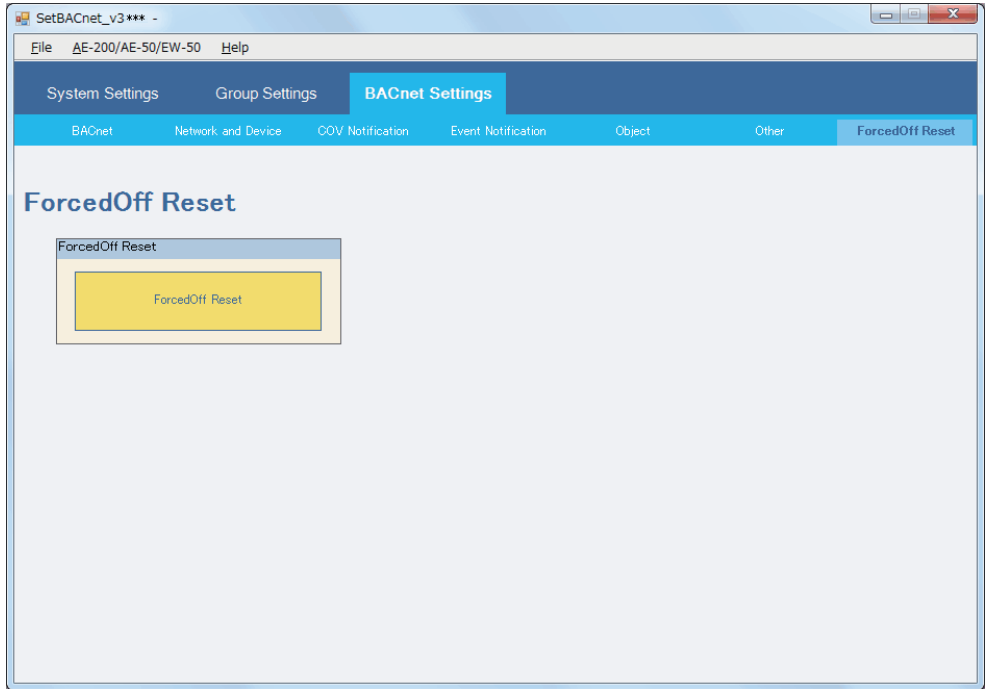 SetBACnet_v3*** -
File AE-200/AE-50/EW-50 Help
System Settings Group Settings BACnet Settings
BACnet Network and Device COV Notification Event Notification Object Other ForcedOff Reset
ForcedOff Reset
ForcedOff Reset
ForcedOff Reset